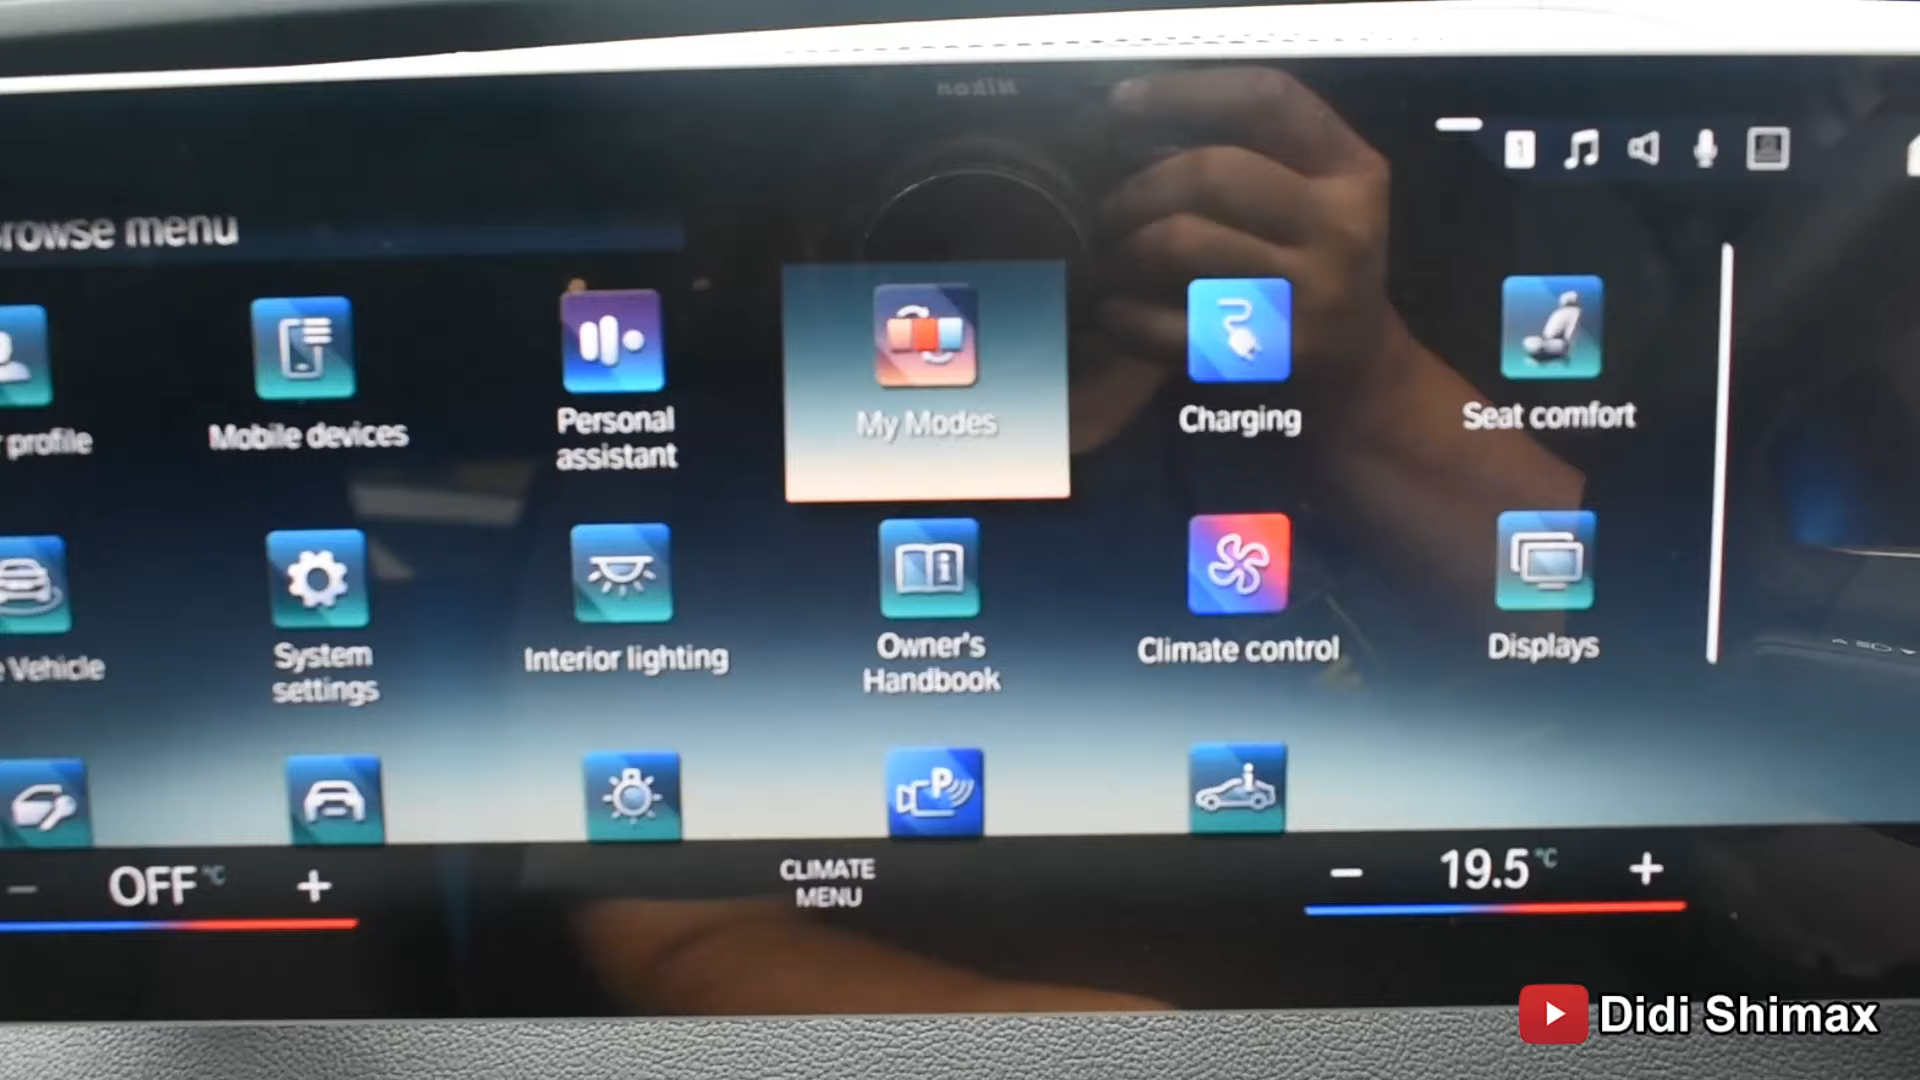 rowse menu
1
profile
Mobile devices
Personal
assistant
My Modes
Charging
Seat comfort
Vehicle
System
settings
Interior lighting
Owner's
Handbook
Climate control
Displays
P
− OFF °C +
CLIMATE
MENU
− 19.5 °C +
Didi Shimax